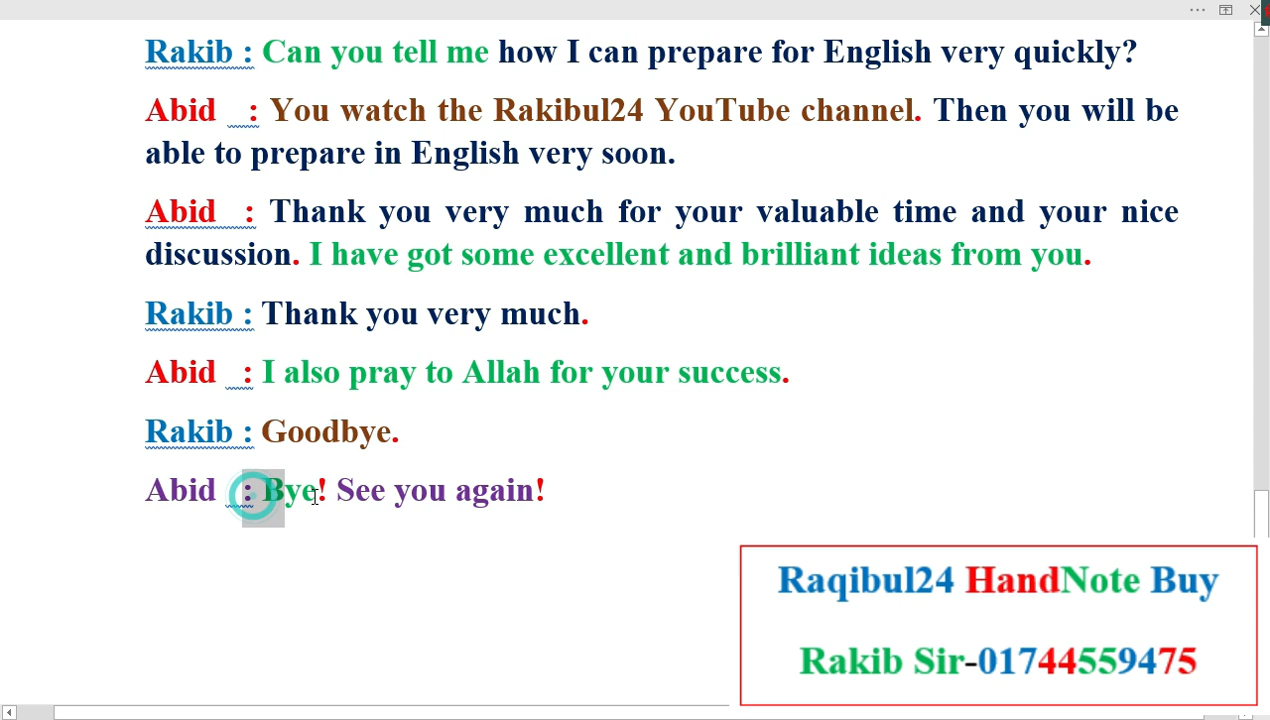 Rakib : Can you tell me how I can prepare for English very quickly?
Abid : You watch the Rakibul24 YouTube channel. Then you will be
able to prepare in English very soon.
Abid : Thank you very much for your valuable time and your nice
discussion. I have got some excellent and brilliant ideas from you.
Rakib : Thank you very much.
Abid : I also pray to Allah for your success.
Rakib : Goodbye.
Abid : Bye! See you again!
Raqibul24 HandNote Buy
Rakib Sir-01744559475